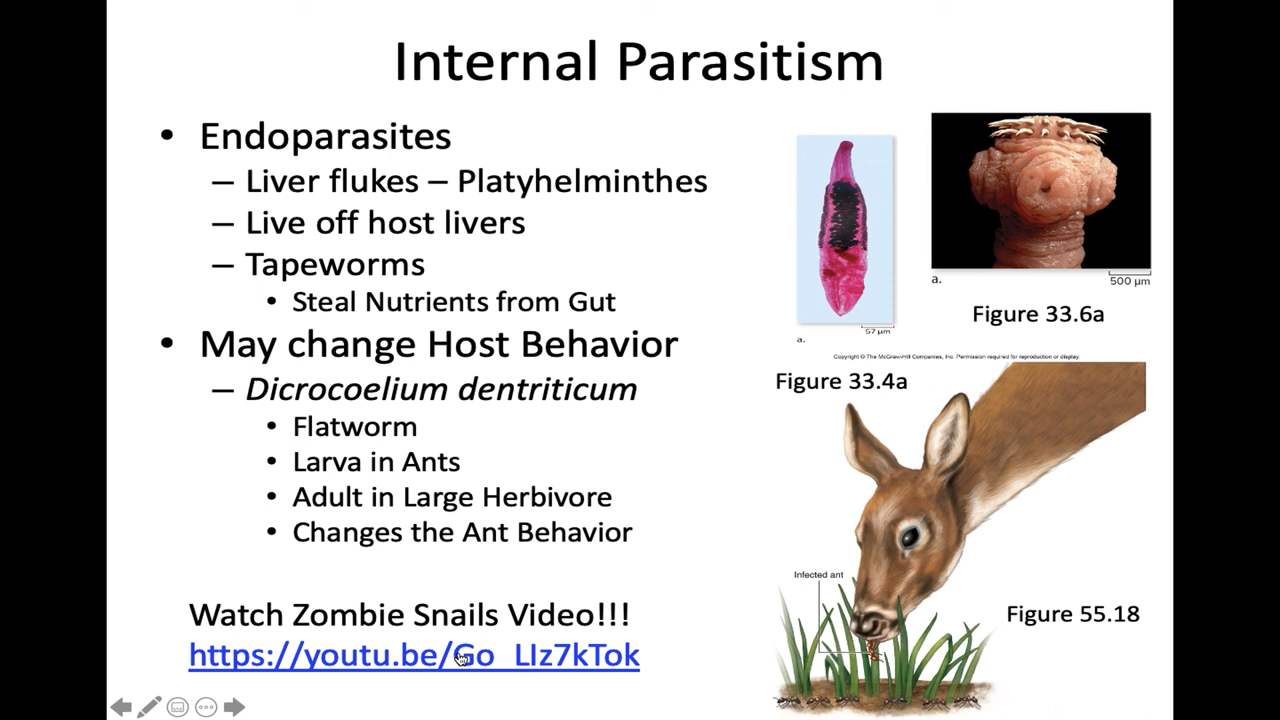 Internal Parasitism
• Endoparasites
– Liver flukes – Platyhelminthes
– Live off host livers
– Tapeworms
• Steal Nutrients from Gut
• May change Host Behavior
– Dicrocoelium dentriticum
• Flatworm
• Larva in Ants
• Adult in Large Herbivore
• Changes the Ant Behavior
Watch Zombie Snails Video!!!
https://youtu.be/Go_LIz7kTok
57 µm
a.
a.
500 µm
Figure 33.6a
Copyright © The McGraw-Hill Companies, Inc. Permission required for reproduction or display.
Figure 33.4a
Infected ant
Figure 55.18